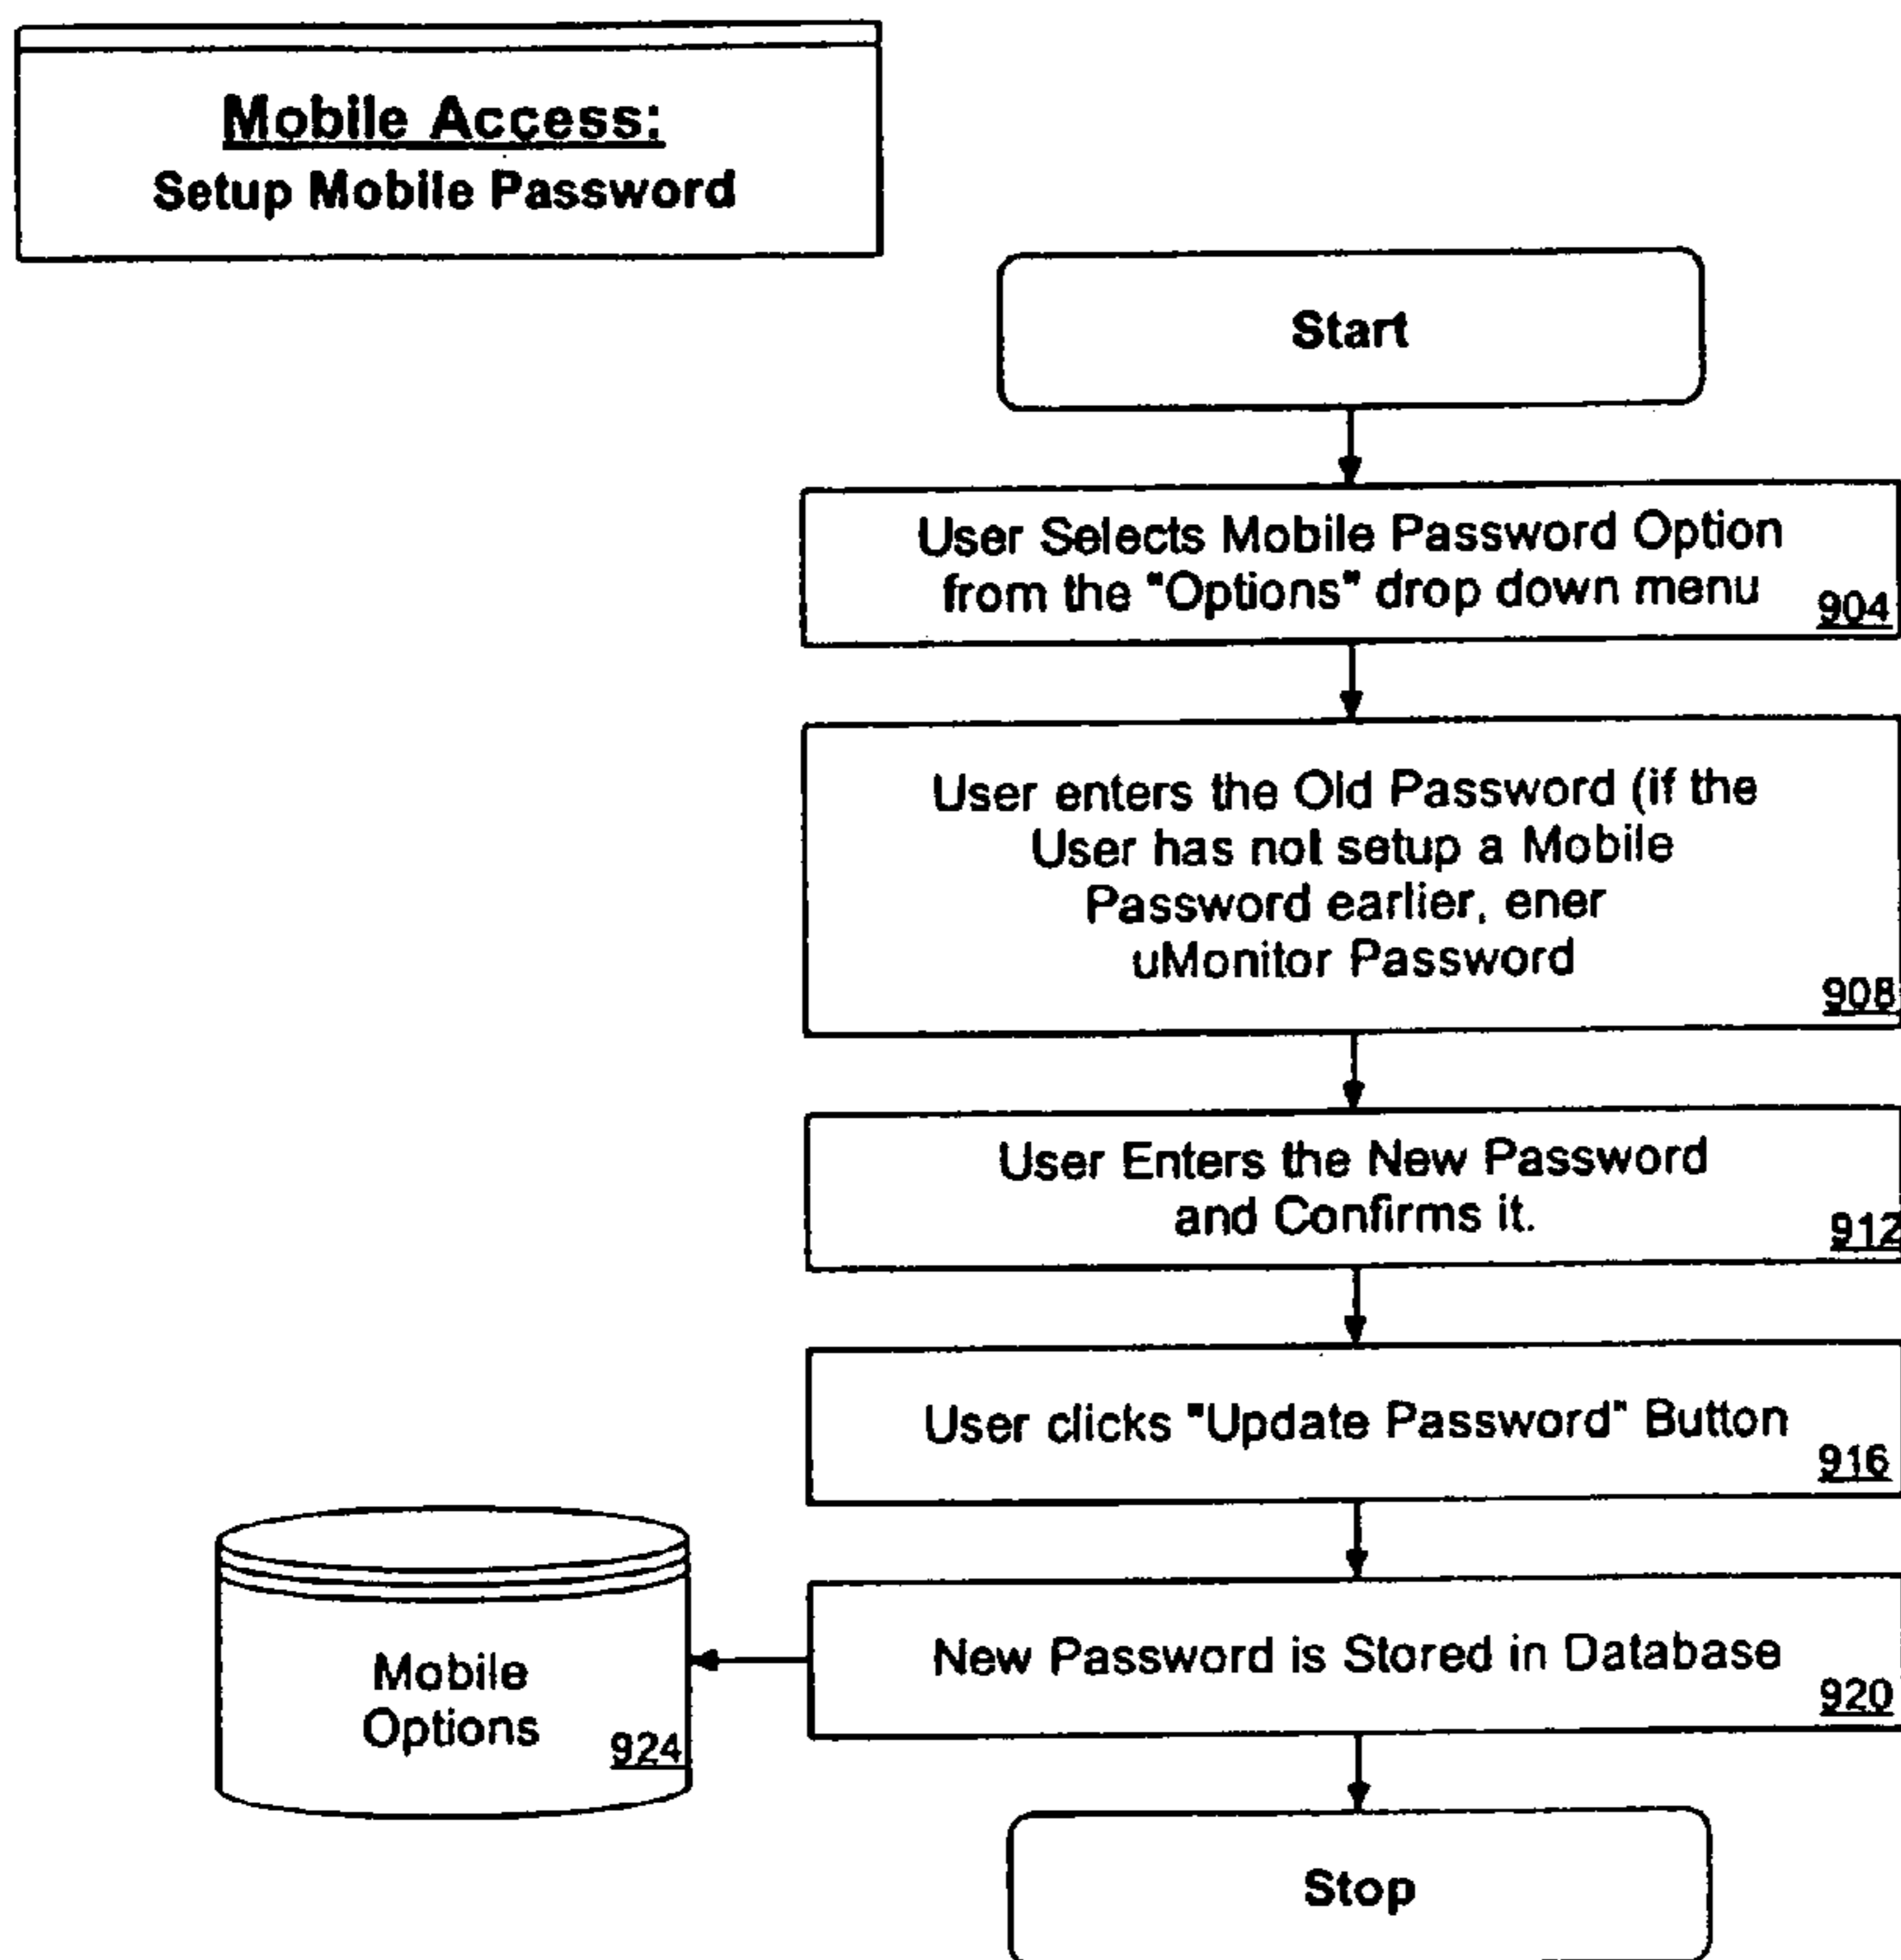 Mobile Access:
Setup Mobile Password
Start
User Selects Mobile Password Option
from the "Options" drop down menu
904
User enters the Old Password (if the
User has not setup a Mobile
Password earlier, ener
uMonitor Password
908
User Enters the New Password
and Confirms it.
912
User clicks "Update Password" Button
916
New Password is Stored in Database
920
Mobile
Options
924
Stop